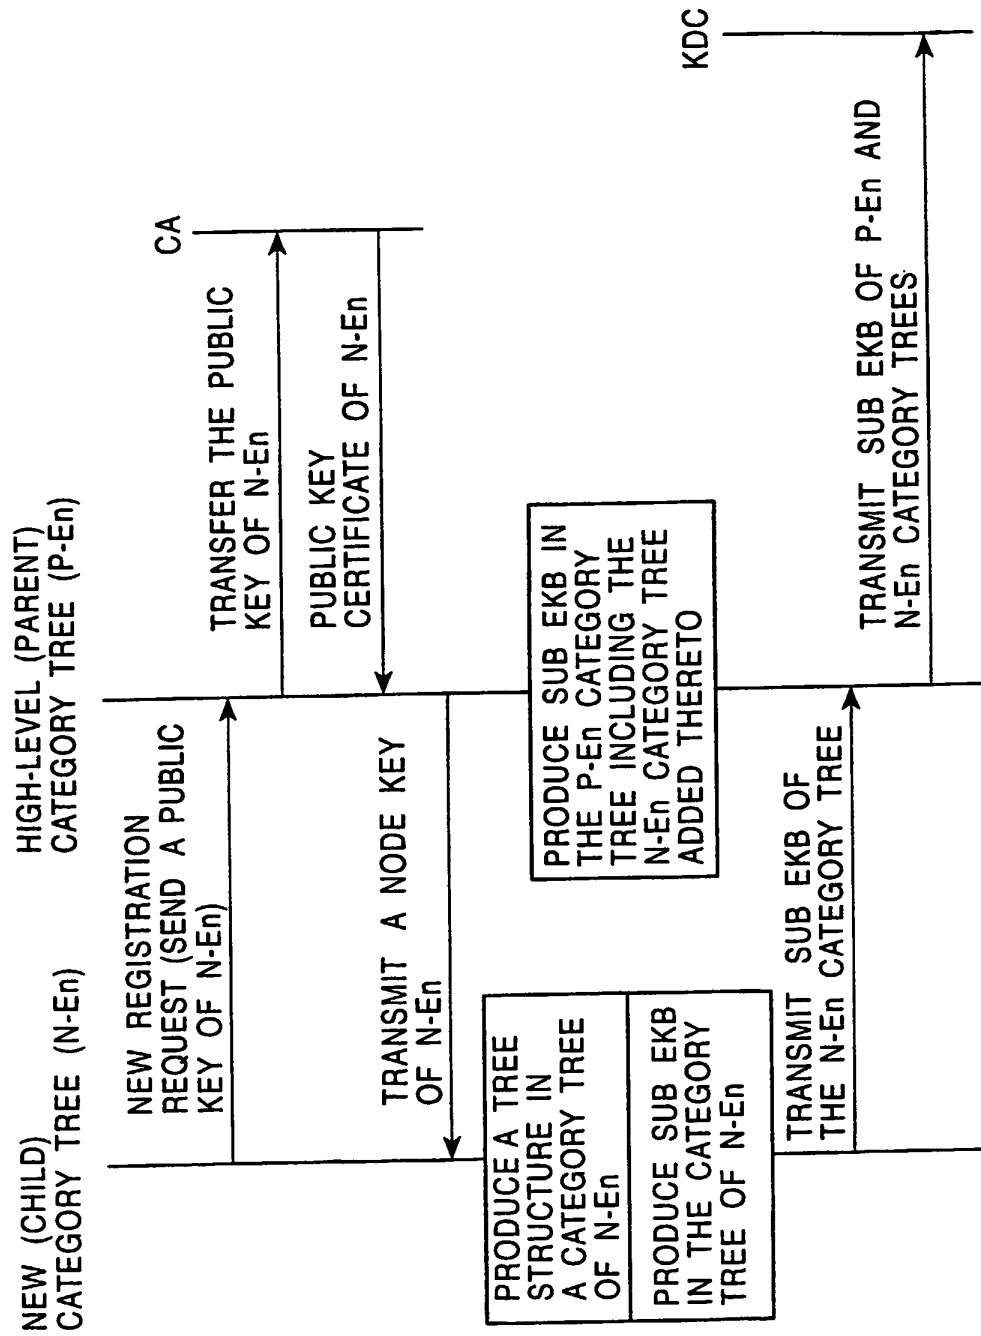 NEW (CHILD)
CATEGORY TREE (N-En)
HIGH-LEVEL (PARENT)
CATEGORY TREE (P-En)
NEW REGISTRATION
REQUEST (SEND A PUBLIC
KEY OF N-En)
CA
TRANSFER THE PUBLIC
KEY OF N-En
PUBLIC KEY
CERTIFICATE OF N-En
TRANSMIT A NODE KEY
OF N-En
PRODUCE A TREE
STRUCTURE IN
A CATEGORY TREE
OF N-En
PRODUCE SUB EKB
IN THE CATEGORY
TREE OF N-En
PRODUCE SUB EKB IN
THE P-En CATEGORY
TREE INCLUDING THE
N-En CATEGORY TREE
ADDED THERETO
TRANSMIT SUB EKB OF
THE N-En CATEGORY TREE
KDC
TRANSMIT SUB EKB OF P-En AND
N-En CATEGORY TREES